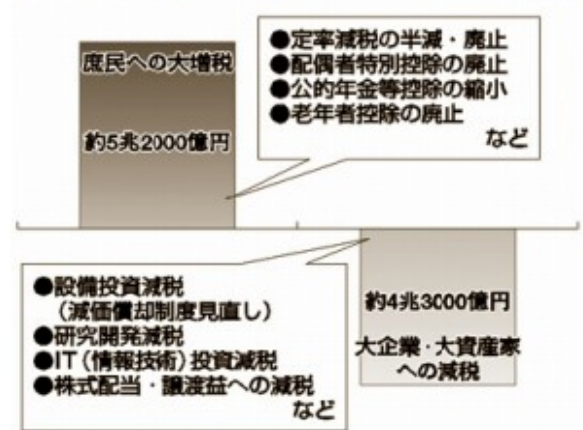 庶民への大増税
約5兆2000億円
●定率減税の半減・廃止
●配偶者特別控除の廃止
●公的年金等控除の縮小
●老年者控除の廃止
など
●設備投資減税
(減価償却制度見直し)
●研究開発減税
●IT(情報技術)投資減税
●株式配当・譲渡益への減税
など
約4兆3000億円
大企業・大資産家
への減税